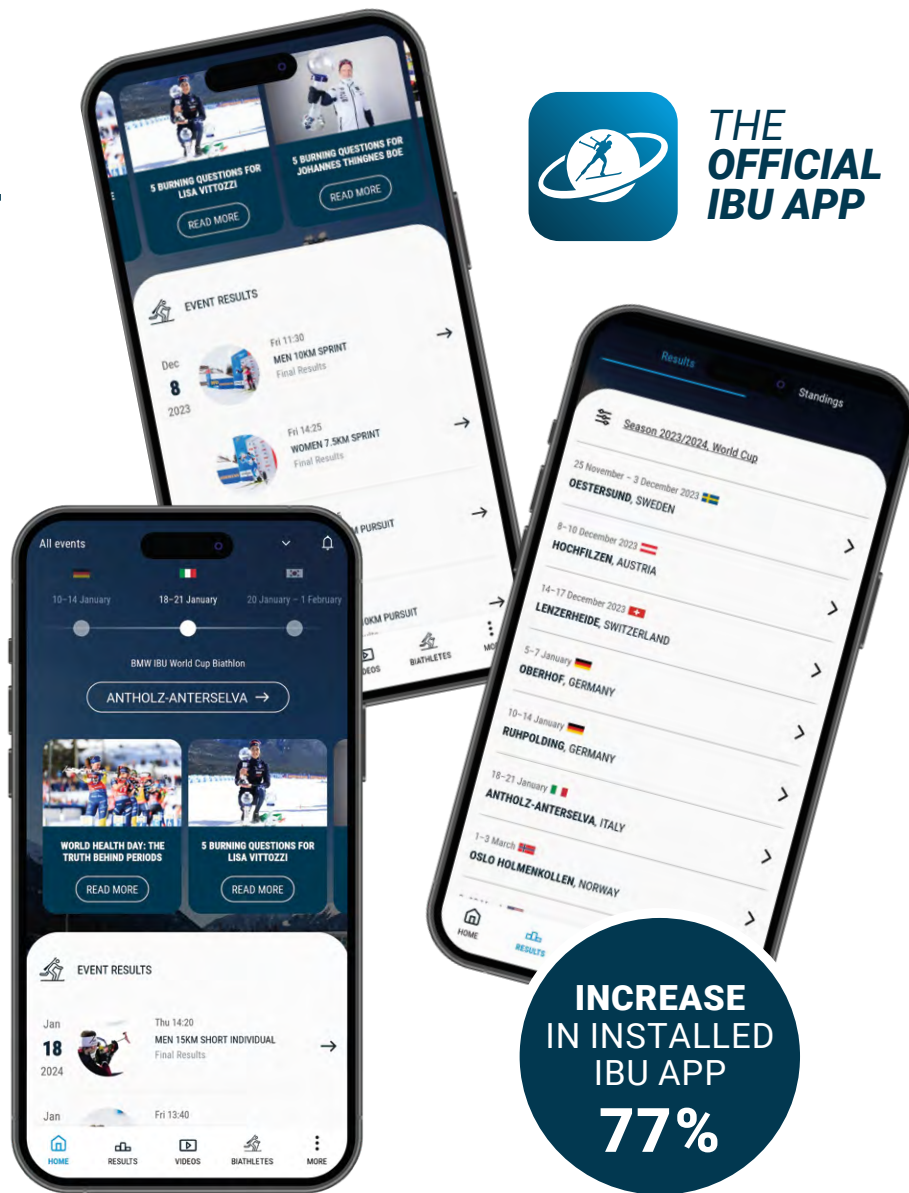 THE
OFFICIAL
IBU APP
5 BURNING QUESTIONS FOR
LISA VITTOZZI
READ MORE
5 BURNING QUESTIONS FOR
JOHANNES THINGNES BOE
READ MORE
EVENT RESULTS
Dec
8
2023
Fri 11:30
MEN 10KM SPRINT
Final Results
Fri 14:25
WOMEN 7.5KM SPRINT
Final Results
PURSUIT
KM PURSUIT
BIATHLETES
Results
Standings
Season 2023/2024, World Cup
25 November – 3 December 2023
OESTERSUND, SWEDEN
8–10 December 2023
HOCHFILZEN, AUSTRIA
14–17 December 2023
LENZERHEIDE, SWITZERLAND
5–7 January
OBERHOF, GERMANY
10–14 January
RUHPOLDING, GERMANY
18–21 January
ANTHOLZ-ANTERSELVA, ITALY
1–3 March
OSLO HOLMENKOLLEN, NORWAY
HOME
RESULTS
All events
10–14 January
18–21 January
20 January – 1 February
BMW IBU World Cup Biathlon
ANTHOLZ-ANTERSELVA →
WORLD HEALTH DAY: THE
TRUTH BEHIND PERIODS
READ MORE
5 BURNING QUESTIONS FOR
LISA VITTOZZI
READ MORE
EVENT RESULTS
Jan
18
2024
Thu 14:20
MEN 15KM SHORT INDIVIDUAL
Final Results
Jan
Fri 13:40
HOME
RESULTS
VIDEOS
BIATHLETES
MORE
INCREASE
IN INSTALLED
IBU APP
77%